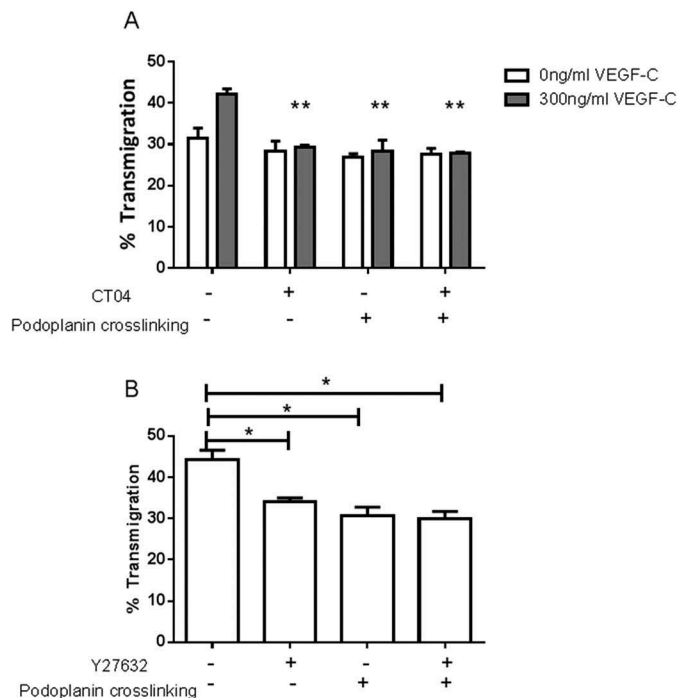 A
0ng/ml VEGF-C
300ng/ml VEGF-C
% Transmigration
50
40
30
20
10
0
** ** **
CT04 - + - +
Podoplanin crosslinking - - + +
B
*
*
*
% Transmigration
50
40
30
20
10
0
Y27632 - + - +
Podoplanin crosslinking - - + +